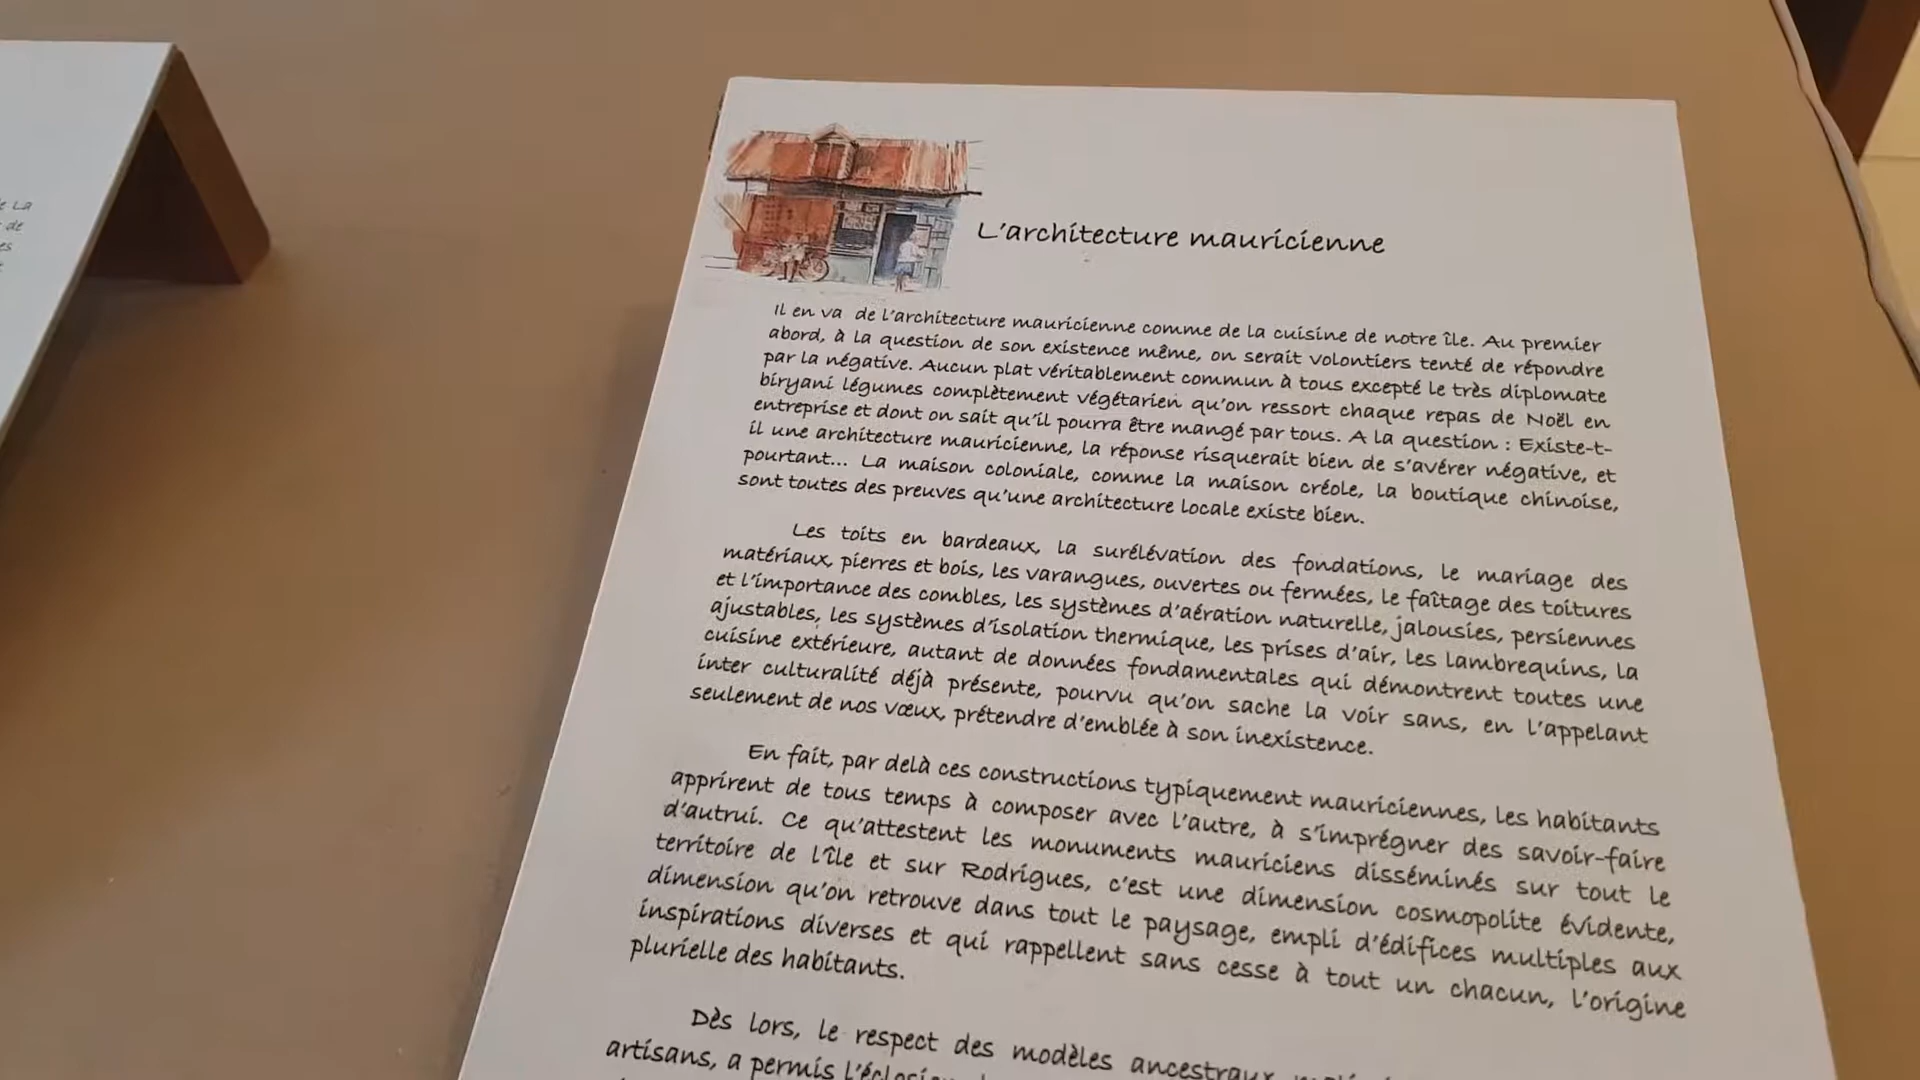 e La
de
es
L'architecture mauricienne
Il en va de l'architecture mauricienne comme de la cuisine de notre île. Au premier
abord, à la question de son existence même, on serait volontiers tenté de répondre
par la négative. Aucun plat véritablement commun à tous excepté le très diplomate
biryani légumes complètement végétarien qu'on ressort chaque repas de Noël en
entreprise et dont on sait qu'il pourra être mangé par tous. A la question : Existe-t-
il une architecture mauricienne, la réponse risquerait bien de s'avérer négative, et
pourtant... La maison coloniale, comme la maison créole, la boutique chinoise,
sont toutes des preuves qu'une architecture locale existe bien.
Les toits en bardeaux, la surélévation des fondations, le mariage des
matériaux, pierres et bois, les varangues, ouvertes ou fermées, le faîtage des toitures
et l'importance des combles, les systèmes d'aération naturelle, jalousies, persiennes
ajustables, les systèmes d'isolation thermique, les prises d'air, les lambrequins, la
cuisine extérieure, autant de données fondamentales qui démontrent toutes une
inter culturalité déjà présente, pourvu qu'on sache la voir sans, en l'appelant
seulement de nos vœux, prétendre d'emblée à son inexistence.
En fait, par delà ces constructions typiquement mauriciennes, les habitants
apprirent de tous temps à composer avec l'autre, à s'imprégner des savoir-faire
d'autrui. Ce qu'attestent les monuments mauriciens disséminés sur tout le
territoire de l'île et sur Rodrigues, c'est une dimension cosmopolite évidente,
dimension qu'on retrouve dans tout le paysage, empli d'édifices multiples aux
inspirations diverses et qui rappellent sans cesse à tout un chacun, l'origine
plurielle des habitants.
Dès lors, le respect des modèles ancestraux
artisans, a permis